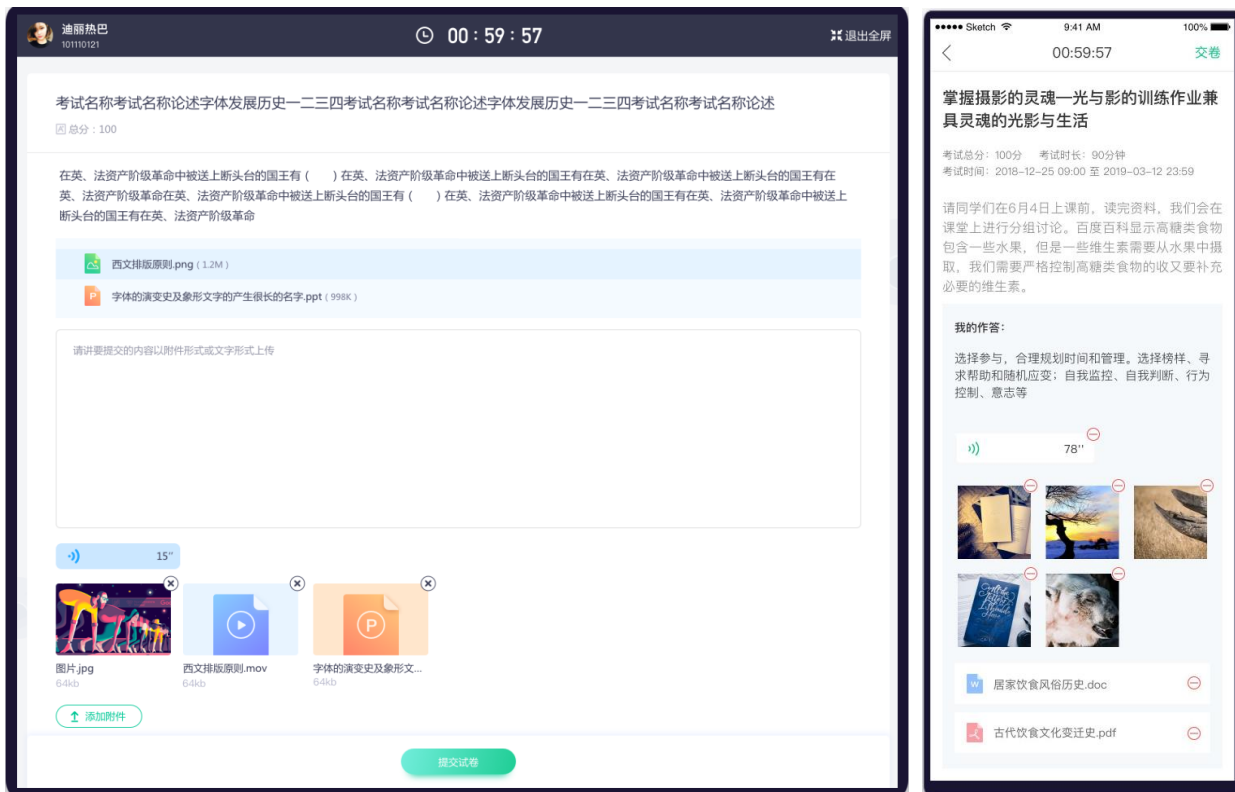 迪丽热巴
101110121
00 : 59 : 57
退出全屏
考试名称考试名称论述字体发展历史一二三四考试名称考试名称论述字体发展历史一二三四考试名称考试名称论述
总分：100
在英、法资产阶级革命中被送上断头台的国王有（　　）在英、法资产阶级革命中被送上断头台的国王有在英、法资产阶级革命中被送上断头台的国王有在
英、法资产阶级革命在英、法资产阶级革命中被送上断头台的国王有（　　）在英、法资产阶级革命中被送上断头台的国王有在英、法资产阶级革命中被送上
断头台的国王有在英、法资产阶级革命
西文排版原则.png（1.2M）
P 字体的演变史及象形文字的产生很长的名字.ppt（998K）
请讲要提交的内容以附件形式或文字形式上传
15''
P
图片.jpg
64kb
西文排版原则.mov
64kb
字体的演变史及象形文...
64kb
添加附件
提交试卷
Sketch 9:41 AM 100%
00:59:57 交卷
掌握摄影的灵魂—光与影的训练作业兼
具灵魂的光影与生活
考试总分：100分 考试时长：90分钟
考试时间：2018-12-25 09:00 至 2019-03-12 23:59
请同学们在6月4日上课前，读完资料，我们会在
课堂上进行分组讨论。百度百科显示高糖类食物
包含一些水果，但是一些维生素需要从水果中摄
取，我们需要严格控制高糖类食物的收又要补充
必要的维生素。
我的作答：
选择参与，合理规划时间和管理。选择榜样、寻
求帮助和随机应变；自我监控、自我判断、行为
控制、意志等
78''
W 居家饮食风俗历史.doc
古代饮食文化变迁史.pdf